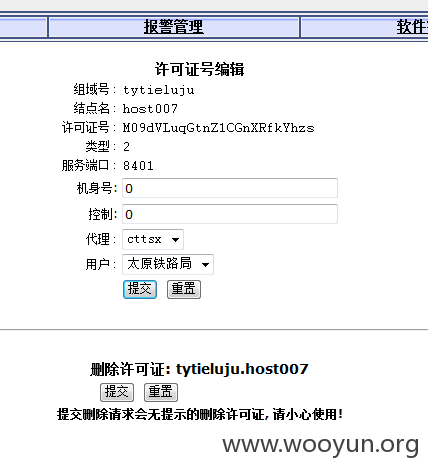 报警管理 软件
许可证号编辑
组域号: tytieluju
结点名: host007
许可证号: M09dVLuqGtnZ1CGnXRfkYhzs
类型: 2
服务端口: 8401
机身号: 0
控制: 0
代理: cttsx
用户: 太原铁路局
提交 重置
删除许可证: tytieluju.host007
提交 重置
提交删除请求会无提示的删除许可证, 请小心使用!
www.wooyun.org